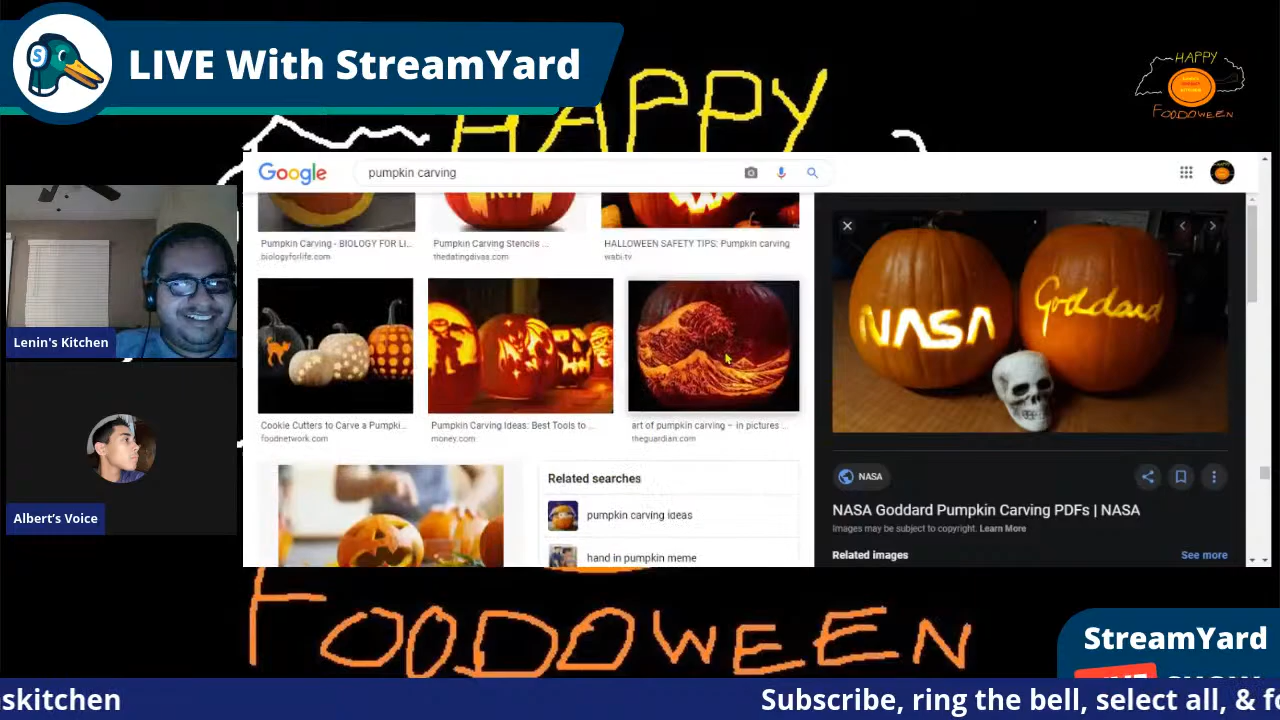 LIVE With StreamYard
HAPPY
HAPPY
FOODOWEEN
Google
pumpkin carving
Pumpkin Carving - BIOLOGY FOR LI...
biologyforlife.com
Pumpkin Carving Stencils ...
thedatingdivas.com
HALLOWEEN SAFETY TIPS: Pumpkin carving
wabi.tv
NASA
Goddard
Lenin's Kitchen
Cookie Cutters to Carve a Pumpki...
foodnetwork.com
Pumpkin Carving Ideas: Best Tools to ...
money.com
art of pumpkin carving – in pictures ...
theguardian.com
Related searches
pumpkin carving ideas
hand in pumpkin meme
NASA
NASA Goddard Pumpkin Carving PDFs | NASA
Images may be subject to copyright. Learn More
Related images
See more
Albert's Voice
FOODOWEEN
StreamYard
skitchen
Subscribe, ring the bell, select all, & fo